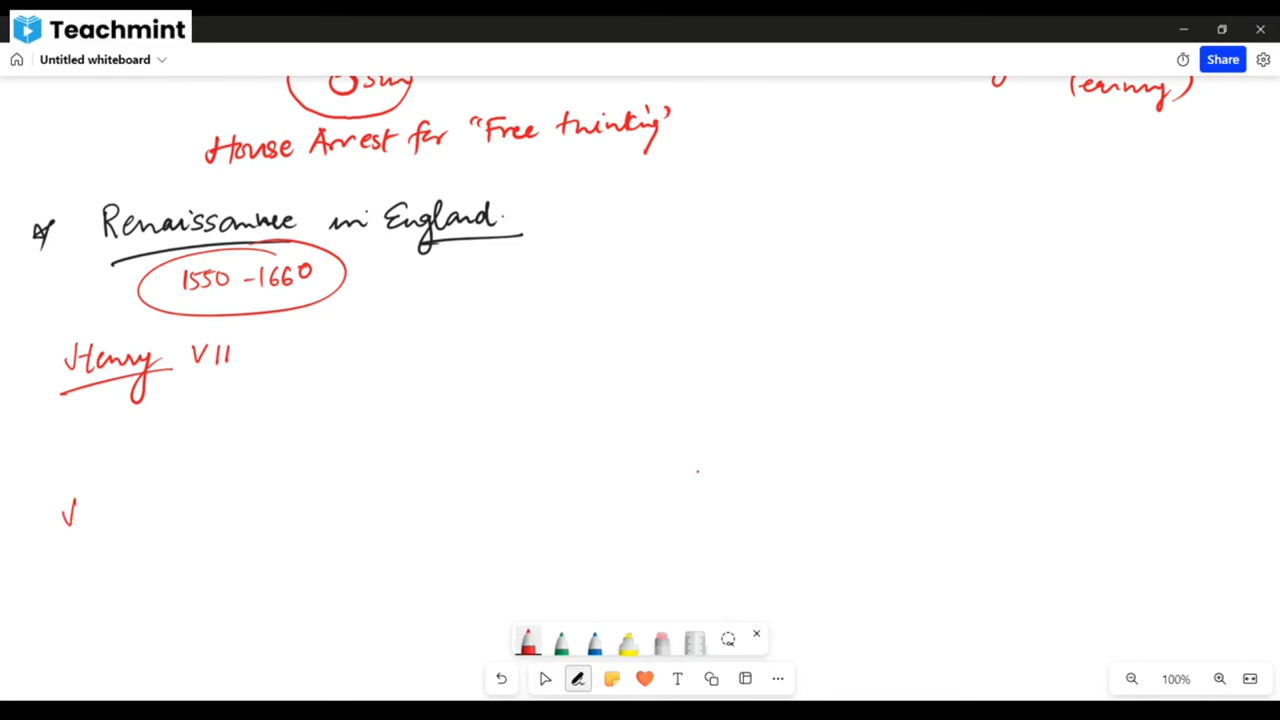 Teachmint
Untitled whiteboard
Share
House Arrest for "Free thinking"
Renaissance in England.
1550 - 1660
Henry VII
100%